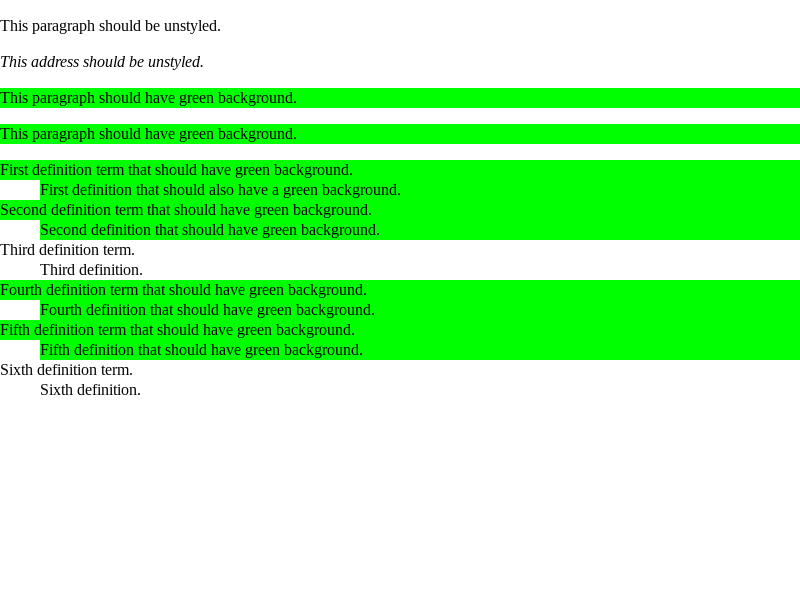 This paragraph should be unstyled.
This address should be unstyled.
This paragraph should have green background.
This paragraph should have green background.
First definition term that should have green background.
First definition that should also have a green background.
Second definition term that should have green background.
Second definition that should have green background.
Third definition term.
Third definition.
Fourth definition term that should have green background.
Fourth definition that should have green background.
Fifth definition term that should have green background.
Fifth definition that should have green background.
Sixth definition term.
Sixth definition.